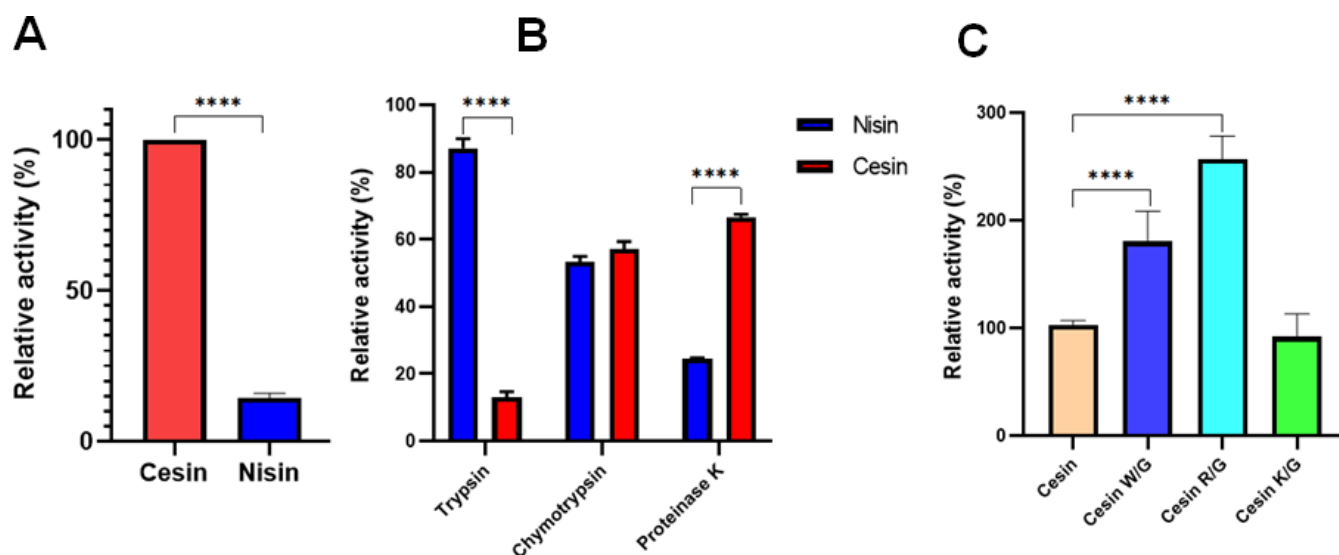 A
B
C
Relative activity (%)
100
50
0
****
Cesin
Nisin
Relative activity (%)
100
80
60
40
20
0
****
****
Trypsin
Chymotrypsin
Proteinase K
Nisin
Cesin
Relative activity (%)
300
200
100
0
****
****
Cesin
Cesin W/G
Cesin R/G
Cesin K/G